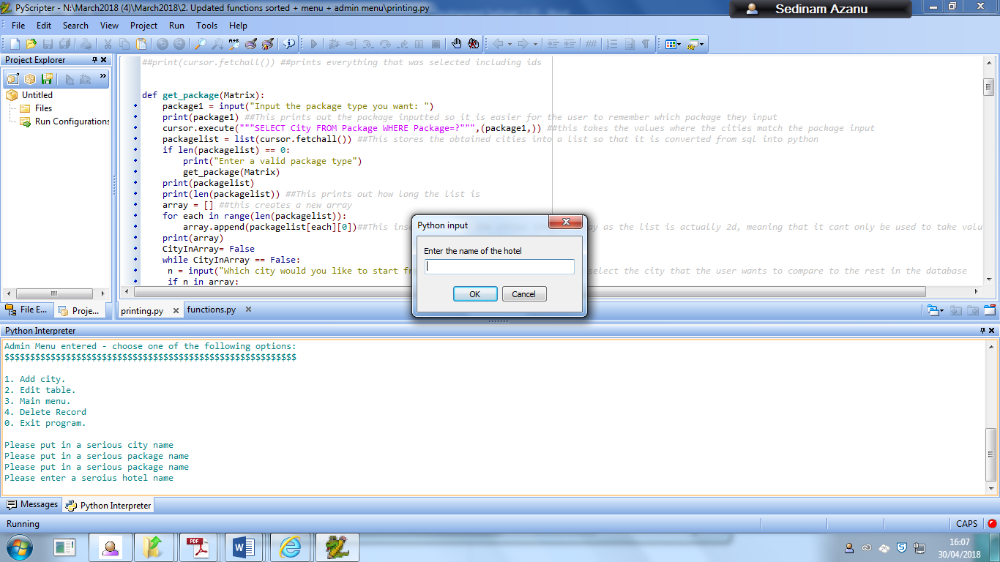 PyScripter - N:\March2018 (4)\March2018\2. Updated functions sorted + menu + admin menu\printing.py
Sedinam Azanu
File Edit Search View Project Run Tools Help
Project Explorer
Untitled
Files
Run Configurations
File E... Proje...
##print(cursor.fetchall()) ##prints everything that was selected including ids
def get_package(Matrix):
package1 = input("Input the package type you want: ")
print(package1) ##This prints out the package inputted so it is easier for the user to remember which package they input
cursor.execute("""SELECT City FROM Package WHERE Package=?""",(package1,)) ##this takes the values where the cities match the package input
packagelist = list(cursor.fetchall()) ##This stores the obtained cities into a list so that it is converted from sql into python
if len(packagelist) == 0:
print("Enter a valid package type")
get_package(Matrix)
print(packagelist)
print(len(packagelist)) ##This prints out how long the list is
array = [] ##this creates a new array
for each in range(len(packagelist)):
array.append(packagelist[each][0])##This inse ay as the list is actually 2d, meaning that it cant only be used to take valu
print(array)
CityInArray= False
while CityInArray == False:
n = input("Which city would you like to start fr select the city that the user wants to compare to the rest in the database
if n in array:
Python input
Enter the name of the hotel
OK Cancel
printing.py functions.py
Python Interpreter
Admin Menu entered - choose one of the following options:
$$$$$$$$$$$$$$$$$$$$$$$$$$$$$$$$$$$$$$$$$$$$$$$$$$$$$$$$$
1. Add city.
2. Edit table.
3. Main menu.
4. Delete Record
0. Exit program.
Please put in a serious city name
Please put in a serious package name
Please put in a serious package name
Please enter a seroius hotel name
Messages Python Interpreter
Running CAPS
16:07
30/04/2018